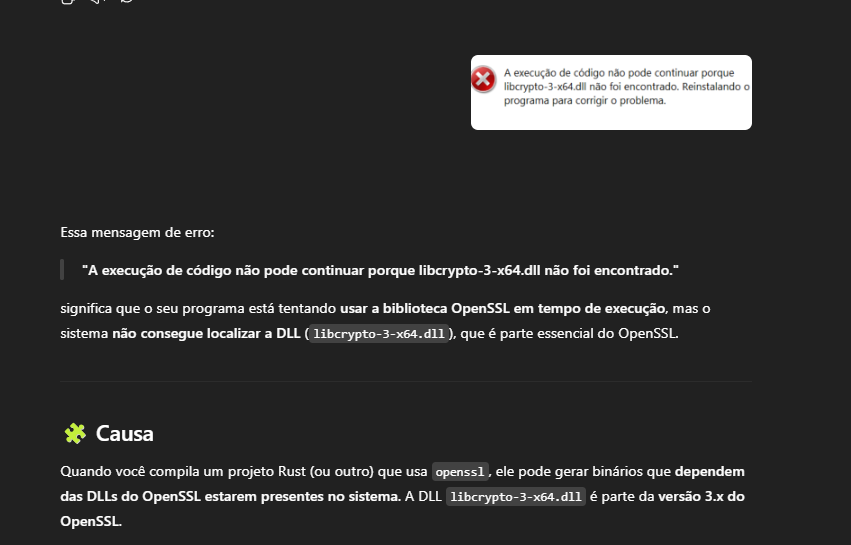 A execução de código não pode continuar porque
libcrypto-3-x64.dll não foi encontrado. Reinstalando o
programa para corrigir o problema.
Essa mensagem de erro:
"A execução de código não pode continuar porque libcrypto-3-x64.dll não foi encontrado."
significa que o seu programa está tentando usar a biblioteca OpenSSL em tempo de execução, mas o
sistema não consegue localizar a DLL (libcrypto-3-x64.dll), que é parte essencial do OpenSSL.
Causa
Quando você compila um projeto Rust (ou outro) que usa openssl, ele pode gerar binários que dependem
das DLLs do OpenSSL estarem presentes no sistema. A DLL libcrypto-3-x64.dll é parte da versão 3.x do
OpenSSL.